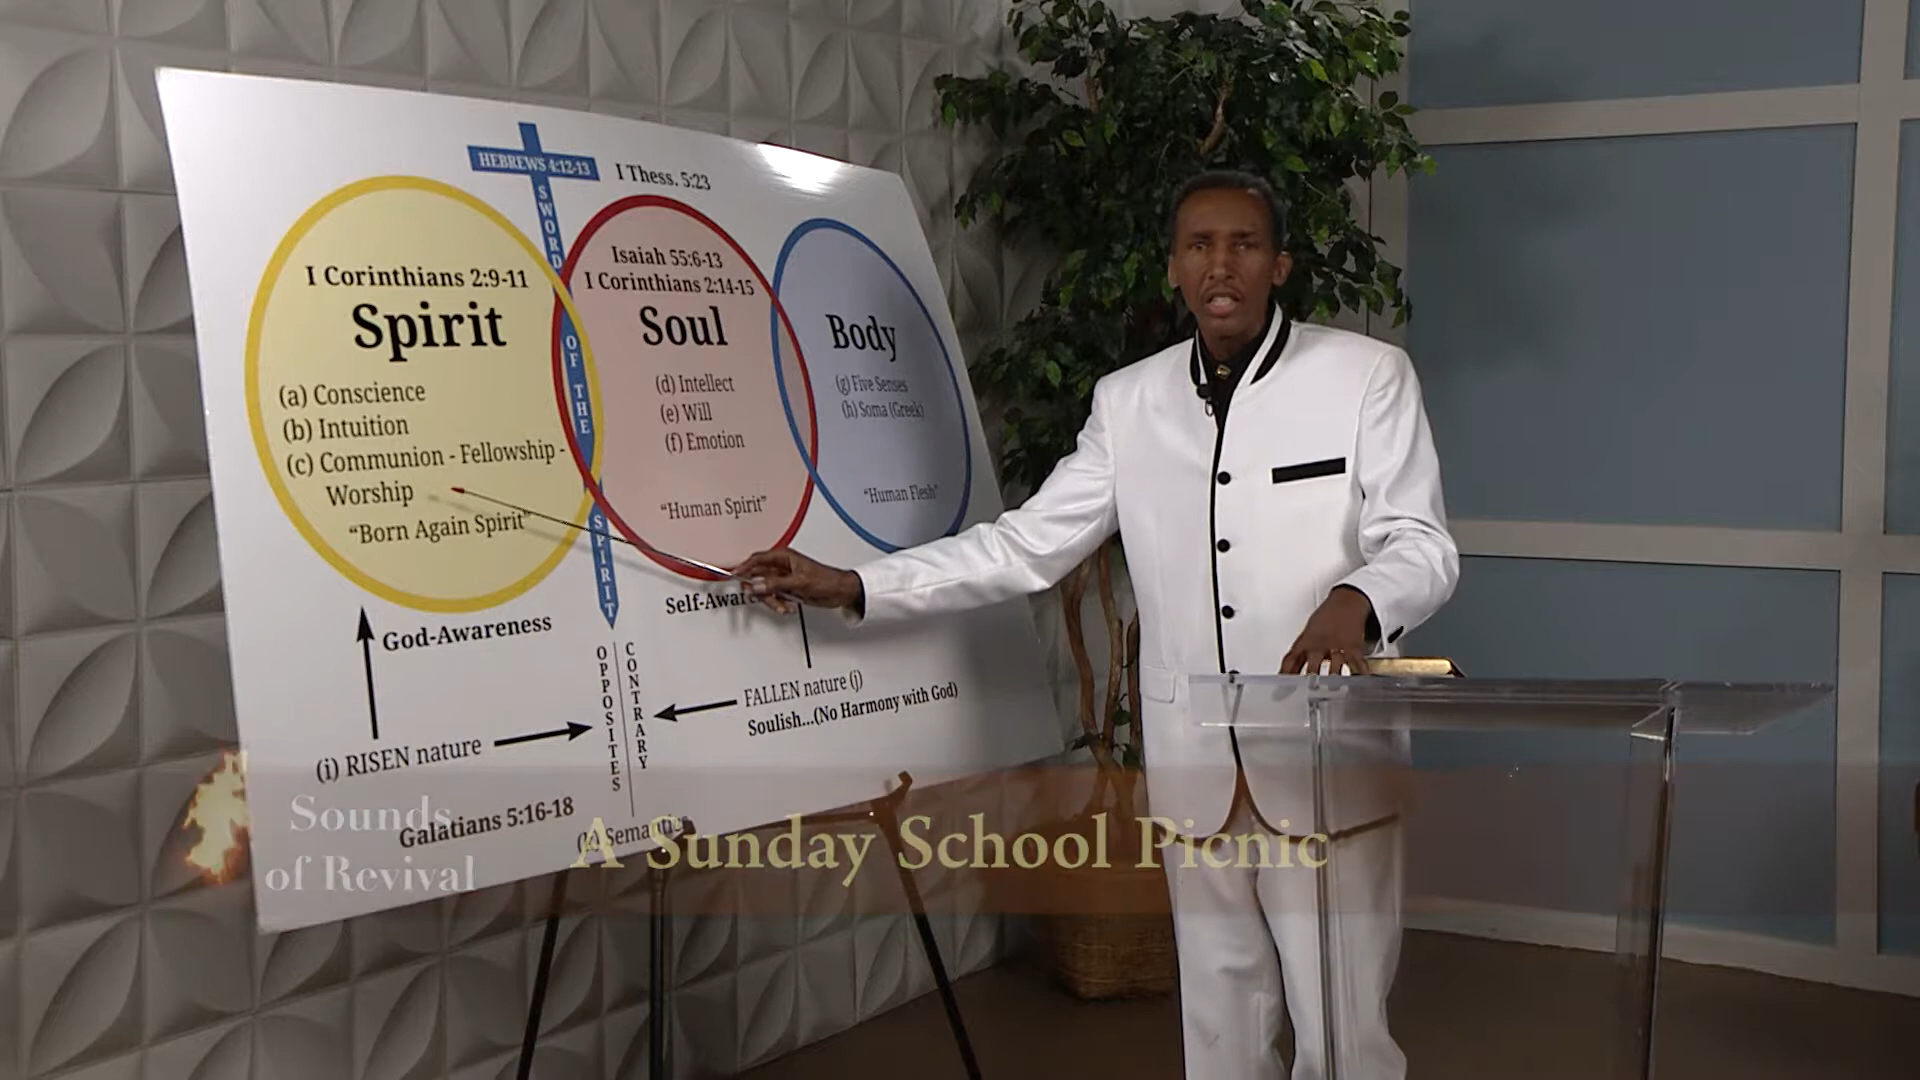 HEBREWS 4:12-13
I Thess. 5:23
SWORD OF THE SPIRIT
I Corinthians 2:9-11
Spirit
(a) Conscience
(b) Intuition
(c) Communion - Fellowship -
Worship
“Born Again Spirit”
God-Awareness
Isaiah 55:6-13
I Corinthians 2:14-15
Soul
(d) Intellect
(e) Will
(f) Emotion
“Human Spirit”
Body
(g) Five Senses
(h) Soma (Greek)
“Human Flesh”
OPPOSITES
CONTRARY
(i) RISEN nature
FALLEN nature (j)
Soulish...(No Harmony with God)
Galatians 5:16-18
Sounds
of Revival
A Sunday School Picnic